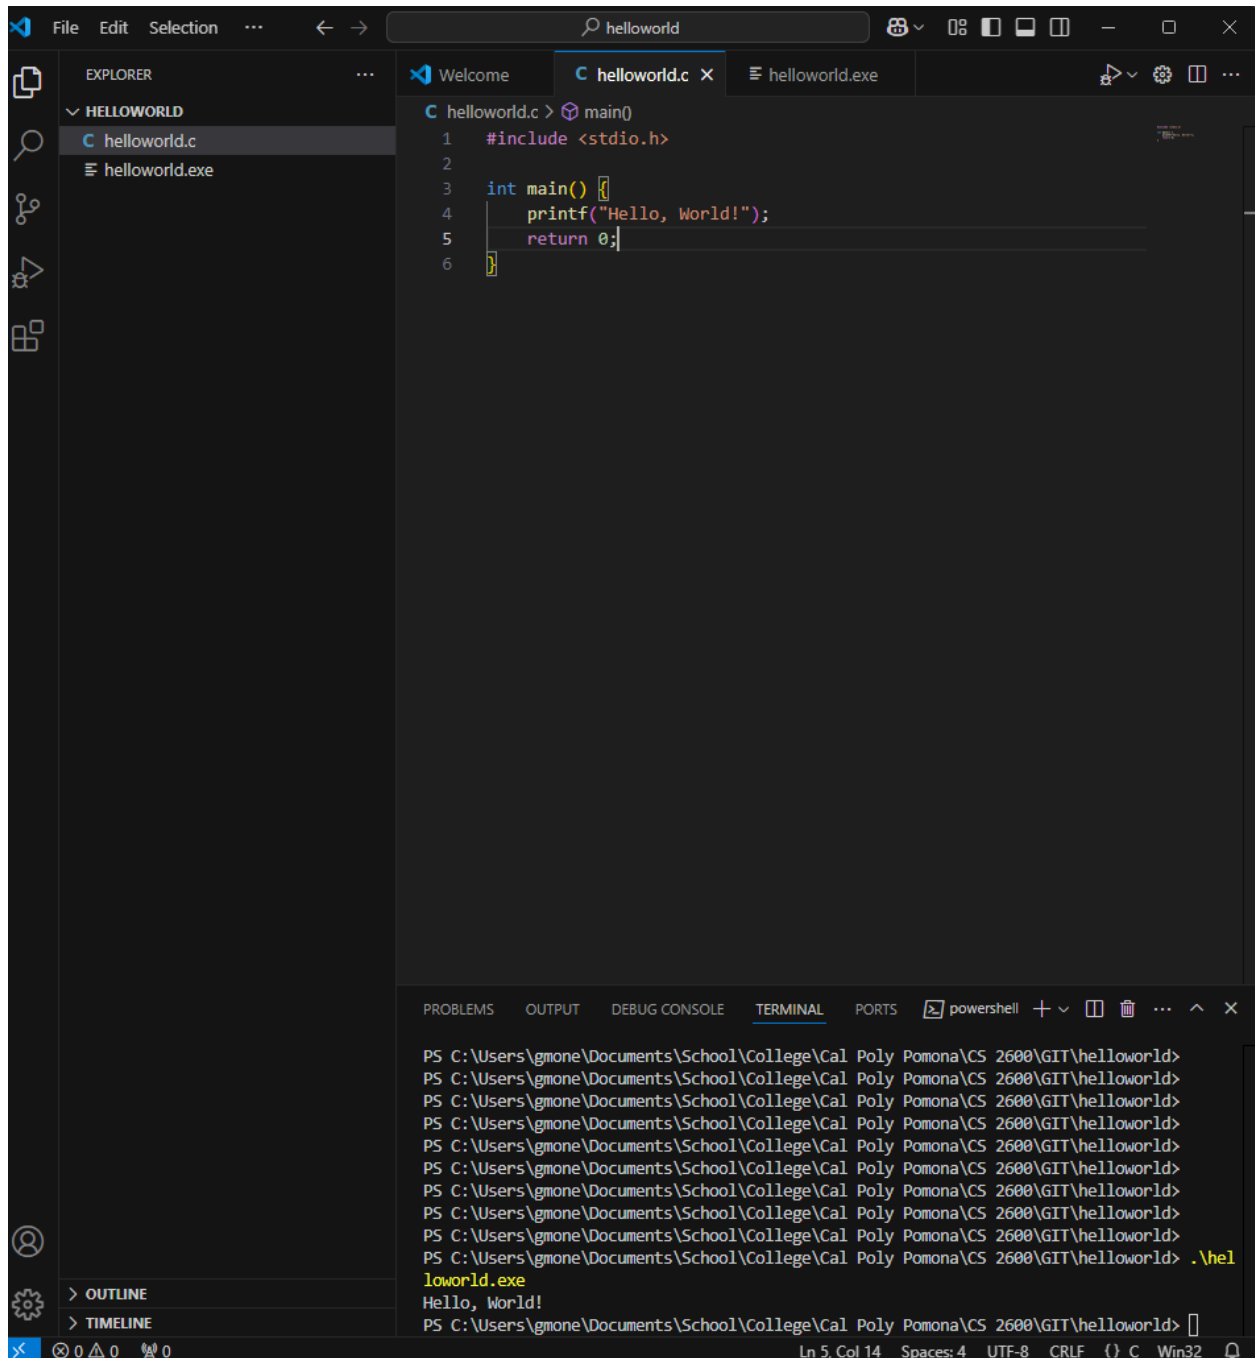 File Edit Selection ··· helloworld
EXPLORER ···
HELLOWORLD
helloworld.c
helloworld.exe
OUTLINE
TIMELINE
Welcome C helloworld.c helloworld.exe
C helloworld.c > main()
1 #include <stdio.h>
2
3 int main() {
4 printf("Hello, World!");
5 return 0;
6 }
PROBLEMS OUTPUT DEBUG CONSOLE TERMINAL PORTS powershell
PS C:\Users\gmone\Documents\School\College\Cal Poly Pomona\CS 2600\GIT\helloworld>
PS C:\Users\gmone\Documents\School\College\Cal Poly Pomona\CS 2600\GIT\helloworld>
PS C:\Users\gmone\Documents\School\College\Cal Poly Pomona\CS 2600\GIT\helloworld>
PS C:\Users\gmone\Documents\School\College\Cal Poly Pomona\CS 2600\GIT\helloworld>
PS C:\Users\gmone\Documents\School\College\Cal Poly Pomona\CS 2600\GIT\helloworld>
PS C:\Users\gmone\Documents\School\College\Cal Poly Pomona\CS 2600\GIT\helloworld>
PS C:\Users\gmone\Documents\School\College\Cal Poly Pomona\CS 2600\GIT\helloworld>
PS C:\Users\gmone\Documents\School\College\Cal Poly Pomona\CS 2600\GIT\helloworld>
PS C:\Users\gmone\Documents\School\College\Cal Poly Pomona\CS 2600\GIT\helloworld>
PS C:\Users\gmone\Documents\School\College\Cal Poly Pomona\CS 2600\GIT\helloworld> .\hel
loworld.exe
Hello, World!
PS C:\Users\gmone\Documents\School\College\Cal Poly Pomona\CS 2600\GIT\helloworld>
0 0 0 Ln 5, Col 14 Spaces: 4 UTF-8 CRLF {} C Win32